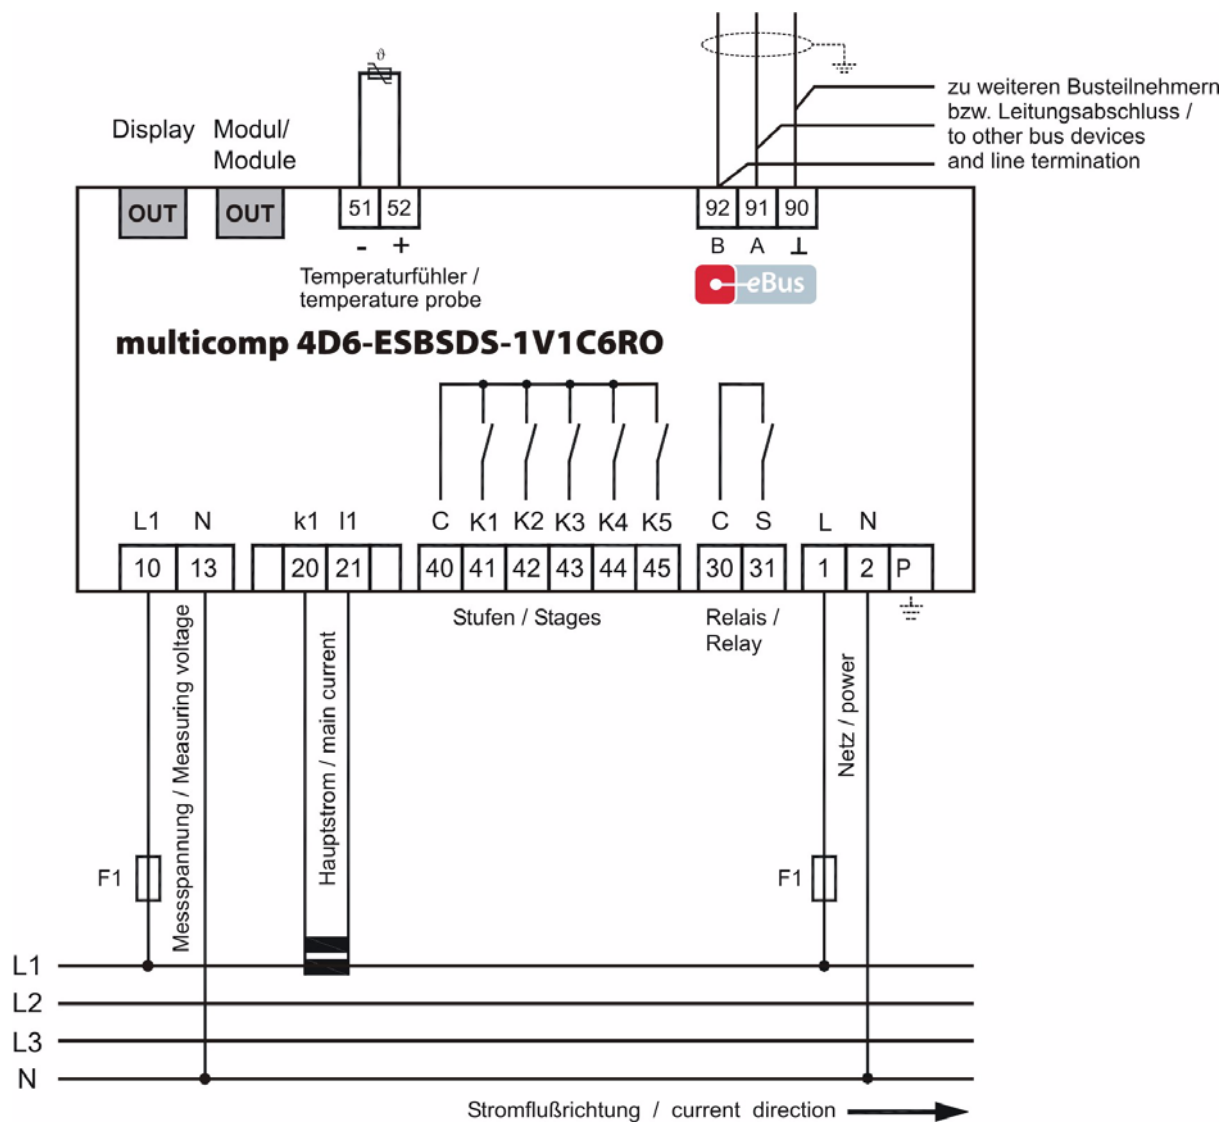 ϑ
zu weiteren Busteilnehmern
bzw. Leitungsabschluss /
to other bus devices
and line termination
Display Modul/
Module
OUT OUT 51 52 92 91 90
- + B A ⊥
Temperaturfühler /
temperature probe
eBus
multicomp 4D6-ESBSDS-1V1C6RO
L1 N k1 l1 C K1 K2 K3 K4 K5 C S L N
10 13 20 21 40 41 42 43 44 45 30 31 1 2 P
Stufen / Stages
Relais /
Relay
Messspannung / Measuring voltage
Hauptstrom / main current
Netz / power
F1 F1
L1
L2
L3
N
Stromflußrichtung / current direction